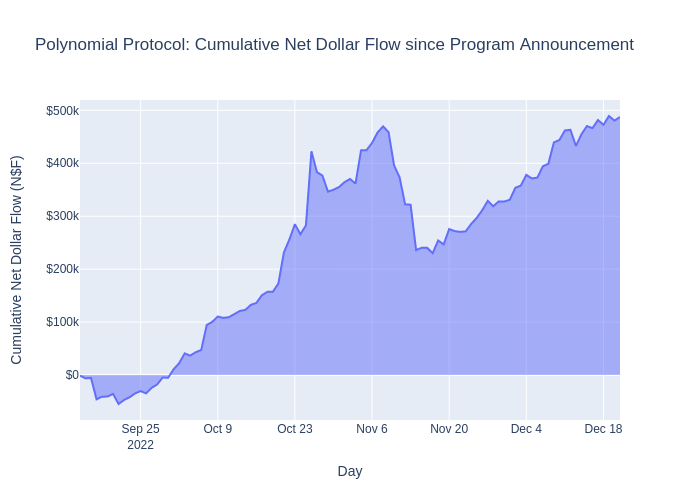 Polynomial Protocol: Cumulative Net Dollar Flow since Program Announcement
Cumulative Net Dollar Flow (N$F)
$500k
$400k
$300k
$200k
$100k
$0
Sep 25
2022
Oct 9
Oct 23
Nov 6
Nov 20
Dec 4
Dec 18
Day